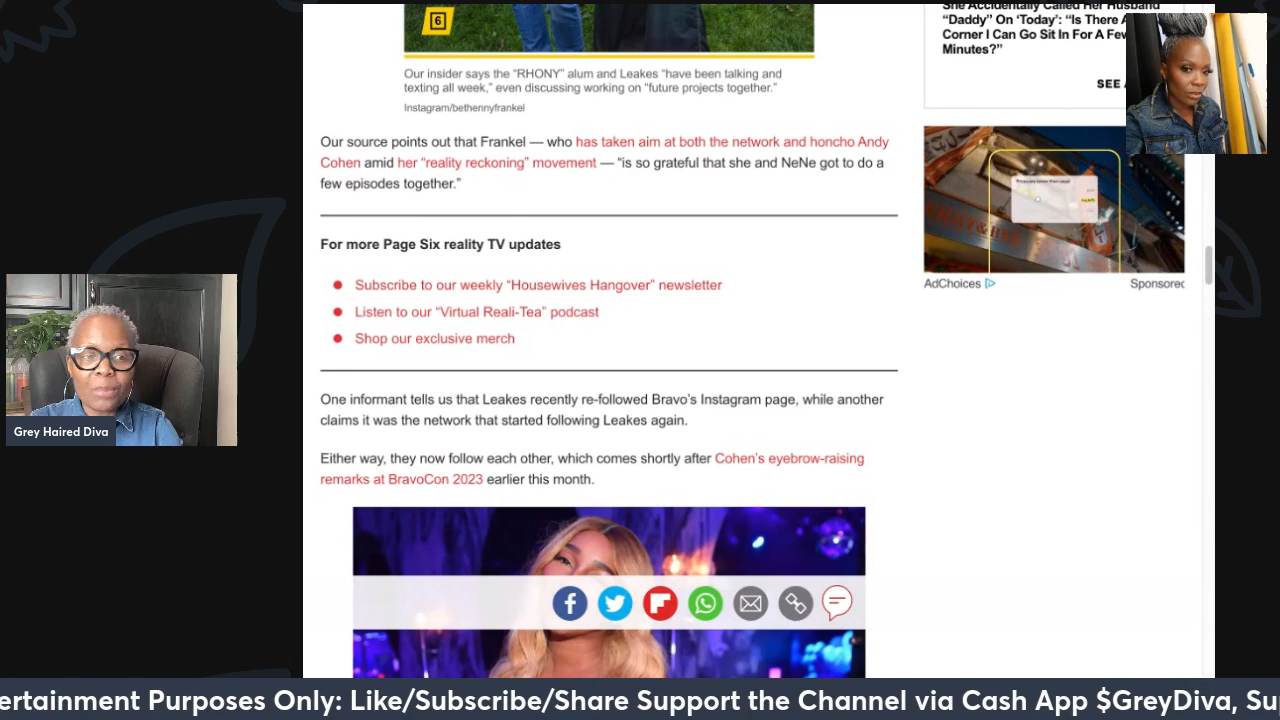 6
She Accidentally Called Her Husband
“Daddy” On ‘Today’: “Is There A
Corner I Can Go Sit In For A Few
Minutes?”
SEE
Our insider says the “RHONY” alum and Leakes “have been talking and
texting all week,” even discussing working on “future projects together.”
Instagram/bethennyfrankel
Our source points out that Frankel — who has taken aim at both the network and honcho Andy
Cohen amid her “reality reckoning” movement — “is so grateful that she and NeNe got to do a
few episodes together.”
AdChoices
Sponsored
For more Page Six reality TV updates
Subscribe to our weekly “Housewives Hangover” newsletter
Listen to our “Virtual Reali-Tea” podcast
Shop our exclusive merch
One informant tells us that Leakes recently re-followed Bravo’s Instagram page, while another
claims it was the network that started following Leakes again.
Either way, they now follow each other, which comes shortly after Cohen’s eyebrow-raising
remarks at BravoCon 2023 earlier this month.
Grey Haired Diva
ertainment Purposes Only: Like/Subscribe/Share Support the Channel via Cash App $GreyDiva, Su